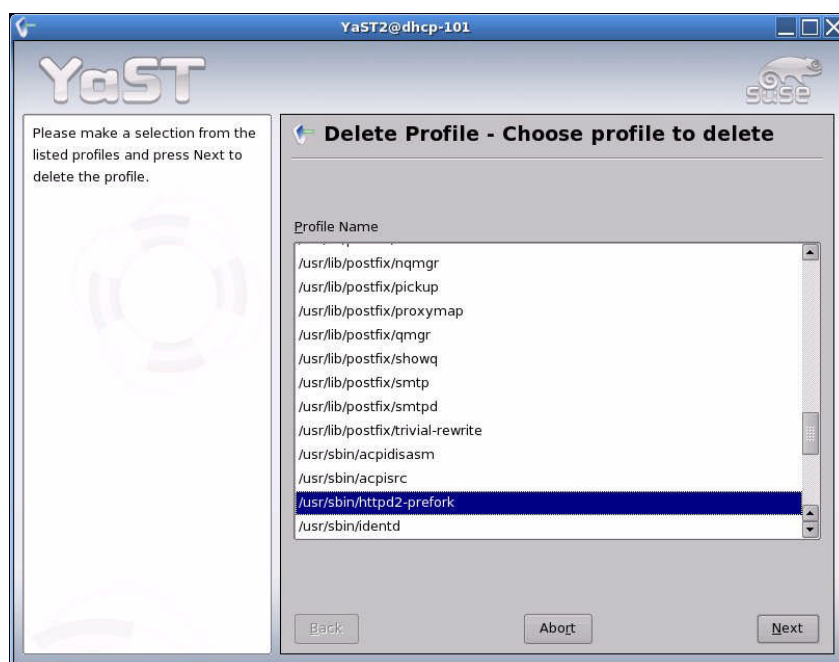 YaST2@dhcp-101
YaST
suse
Please make a selection from the
listed profiles and press Next to
delete the profile.
Delete Profile - Choose profile to delete
Profile Name
/usr/lib/postfix/nqmgr
/usr/lib/postfix/pickup
/usr/lib/postfix/proxymap
/usr/lib/postfix/qmgr
/usr/lib/postfix/showq
/usr/lib/postfix/smtp
/usr/lib/postfix/smtpd
/usr/lib/postfix/trivial-rewrite
/usr/sbin/acpidisasm
/usr/sbin/acpisrc
/usr/sbin/httpd2-prefork
/usr/sbin/identd
Back
Abort
Next